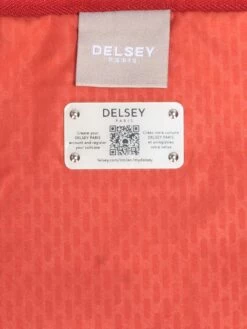 DELSEY
PARIS
DELSEY
PARIS
Create your
DELSEY PARIS
account and register
your suitcase
Créez votre compte
DELSEY PARIS
et enregistrez
votre valise